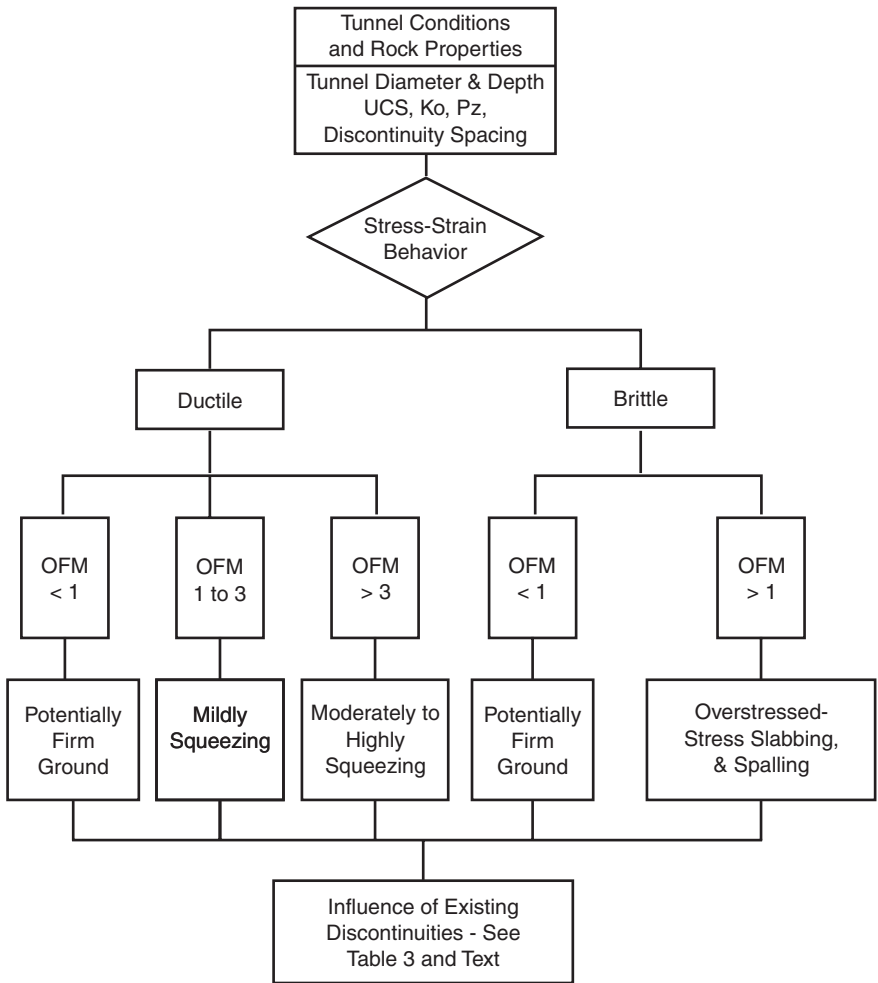 Tunnel Conditions
and Rock Properties
Tunnel Diameter & Depth
UCS, Ko, Pz,
Discontinuity Spacing
Stress-Strain
Behavior
Ductile
Brittle
OFM
< 1
OFM
1 to 3
OFM
> 3
OFM
< 1
OFM
> 1
Potentially
Firm
Ground
Mildly
Squeezing
Moderately to
Highly
Squeezing
Potentially
Firm
Ground
Overstressed-
Stress Slabbing,
& Spalling
Influence of Existing
Discontinuities - See
Table 3 and Text